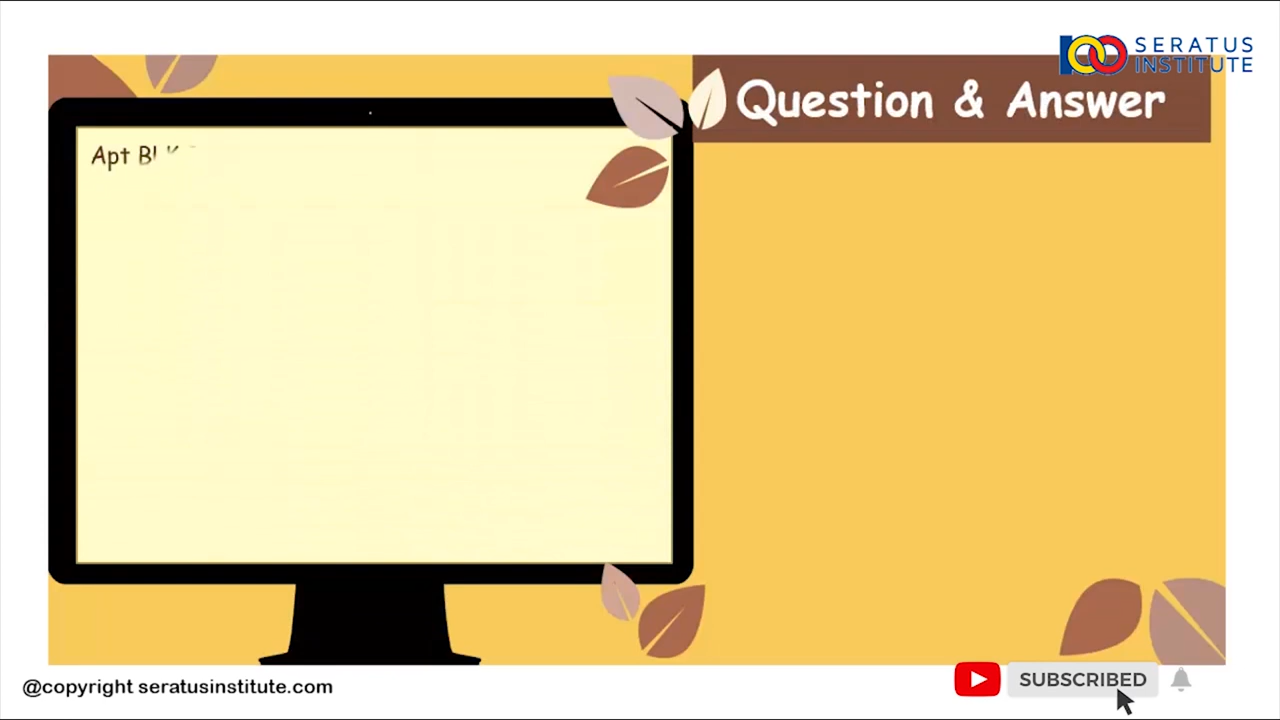 SERATUS
INSTITUTE
Question & Answer
Apt
@copyright seratusinstitute.com
SUBSCRIBED